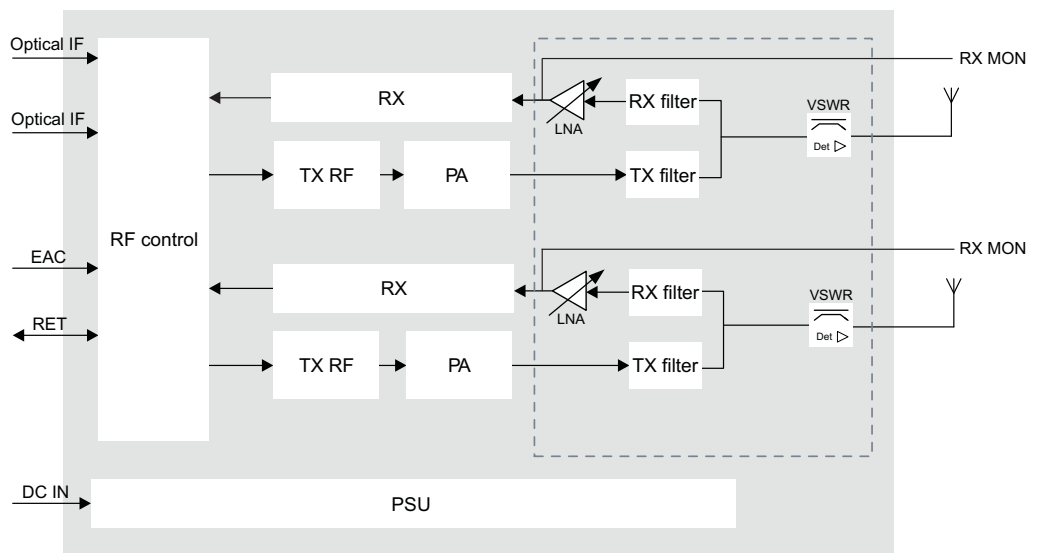 Optical IF
RX MON
RX
RX filter
LNA
VSWR
Det
Optical IF
TX RF
PA
TX filter
RF control
EAC
RX MON
RX
RX filter
LNA
VSWR
Det
RET
TX RF
PA
TX filter
DC IN
PSU